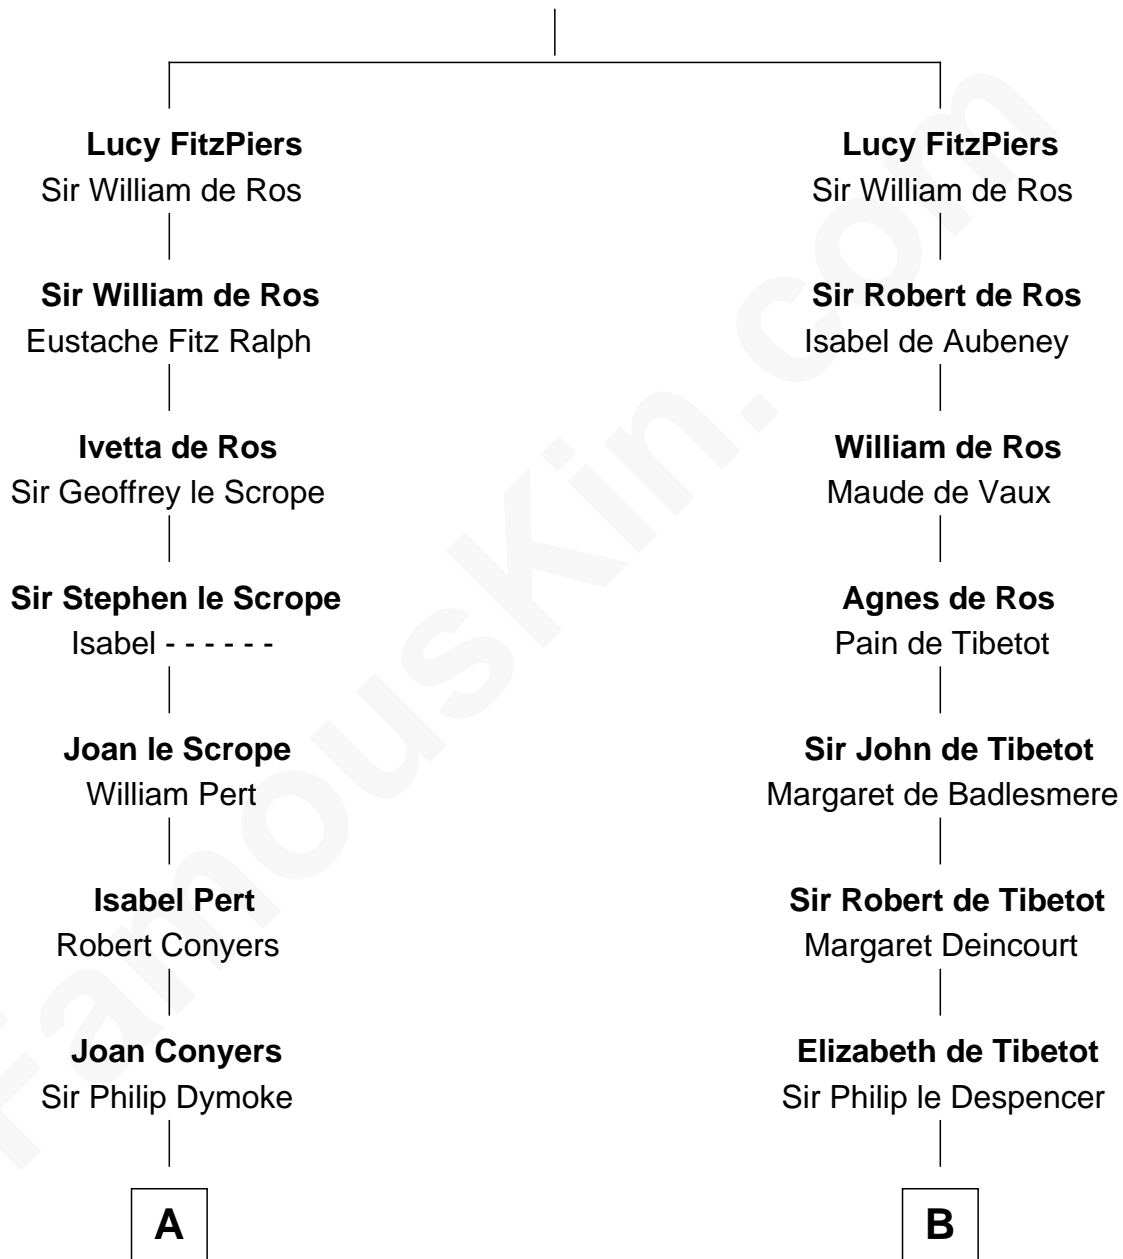 Lucy FitzPiers
Sir William de Ros
Sir William de Ros
Eustache Fitz Ralph
Ivetta de Ros
Sir Geoffrey le Scrope
Sir Stephen le Scrope
Isabel - - - - - -
Joan le Scrope
William Pert
Isabel Pert
Robert Conyers
Joan Conyers
Sir Philip Dymoke
A
Lucy FitzPiers
Sir William de Ros
Sir Robert de Ros
Isabel de Aubeney
William de Ros
Maude de Vaux
Agnes de Ros
Pain de Tibetot
Sir John de Tibetot
Margaret de Badlesmere
Sir Robert de Tibetot
Margaret Deincourt
Elizabeth de Tibetot
Sir Philip le Despencer
B
FamousKin.com